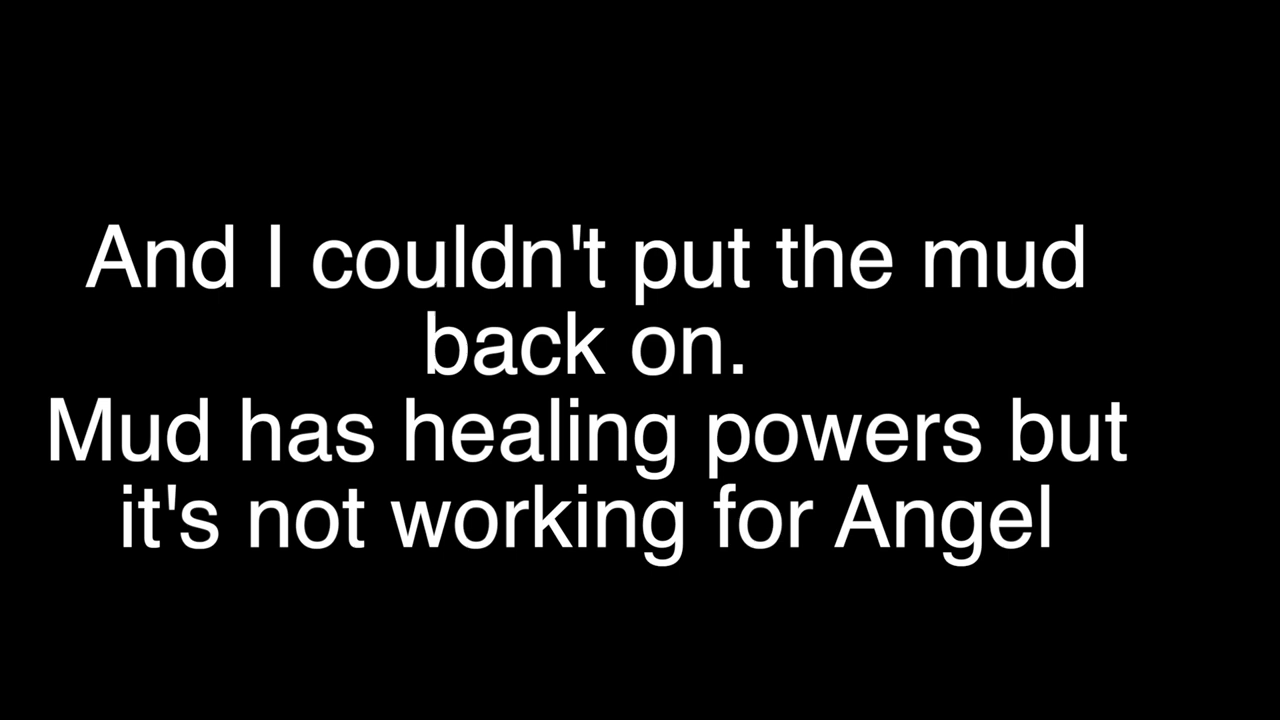 And I couldn't put the mud
back on.
Mud has healing powers but
it's not working for Angel